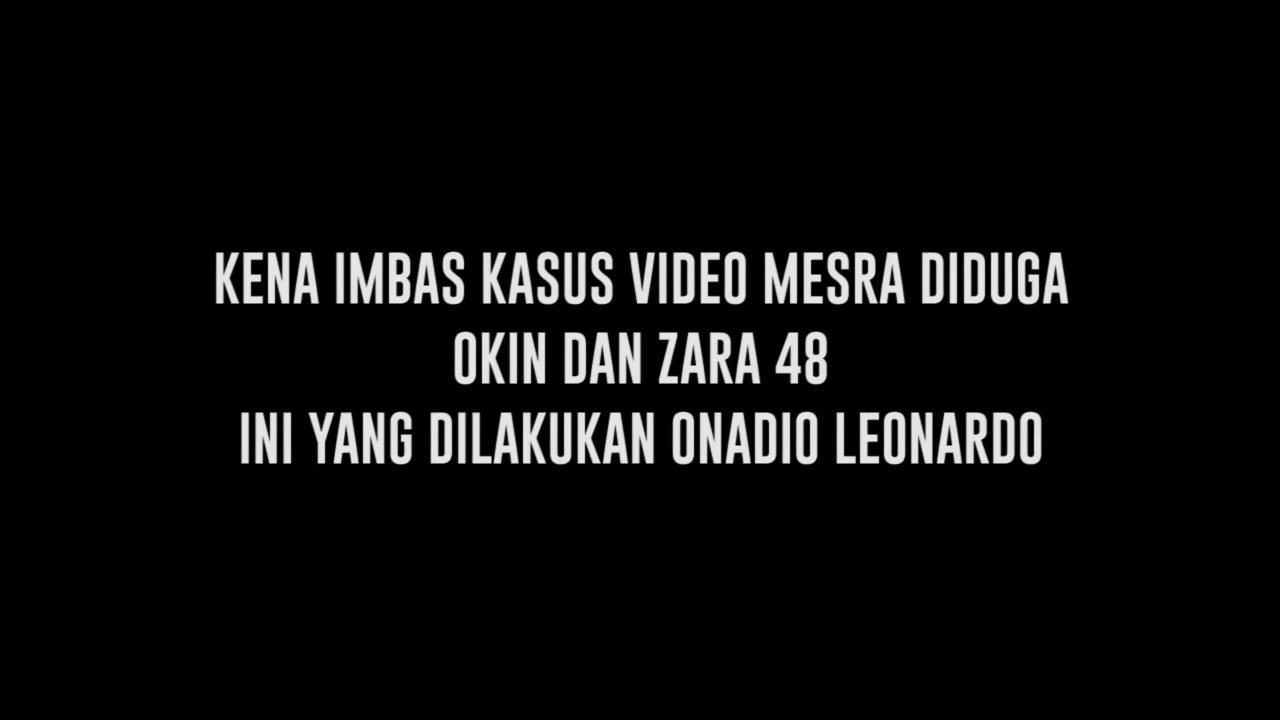 KENA IMBAS KASUS VIDEO MESRA DIDUGA
OKIN DAN ZARA 48
INI YANG DILAKUKAN ONADIO LEONARDO